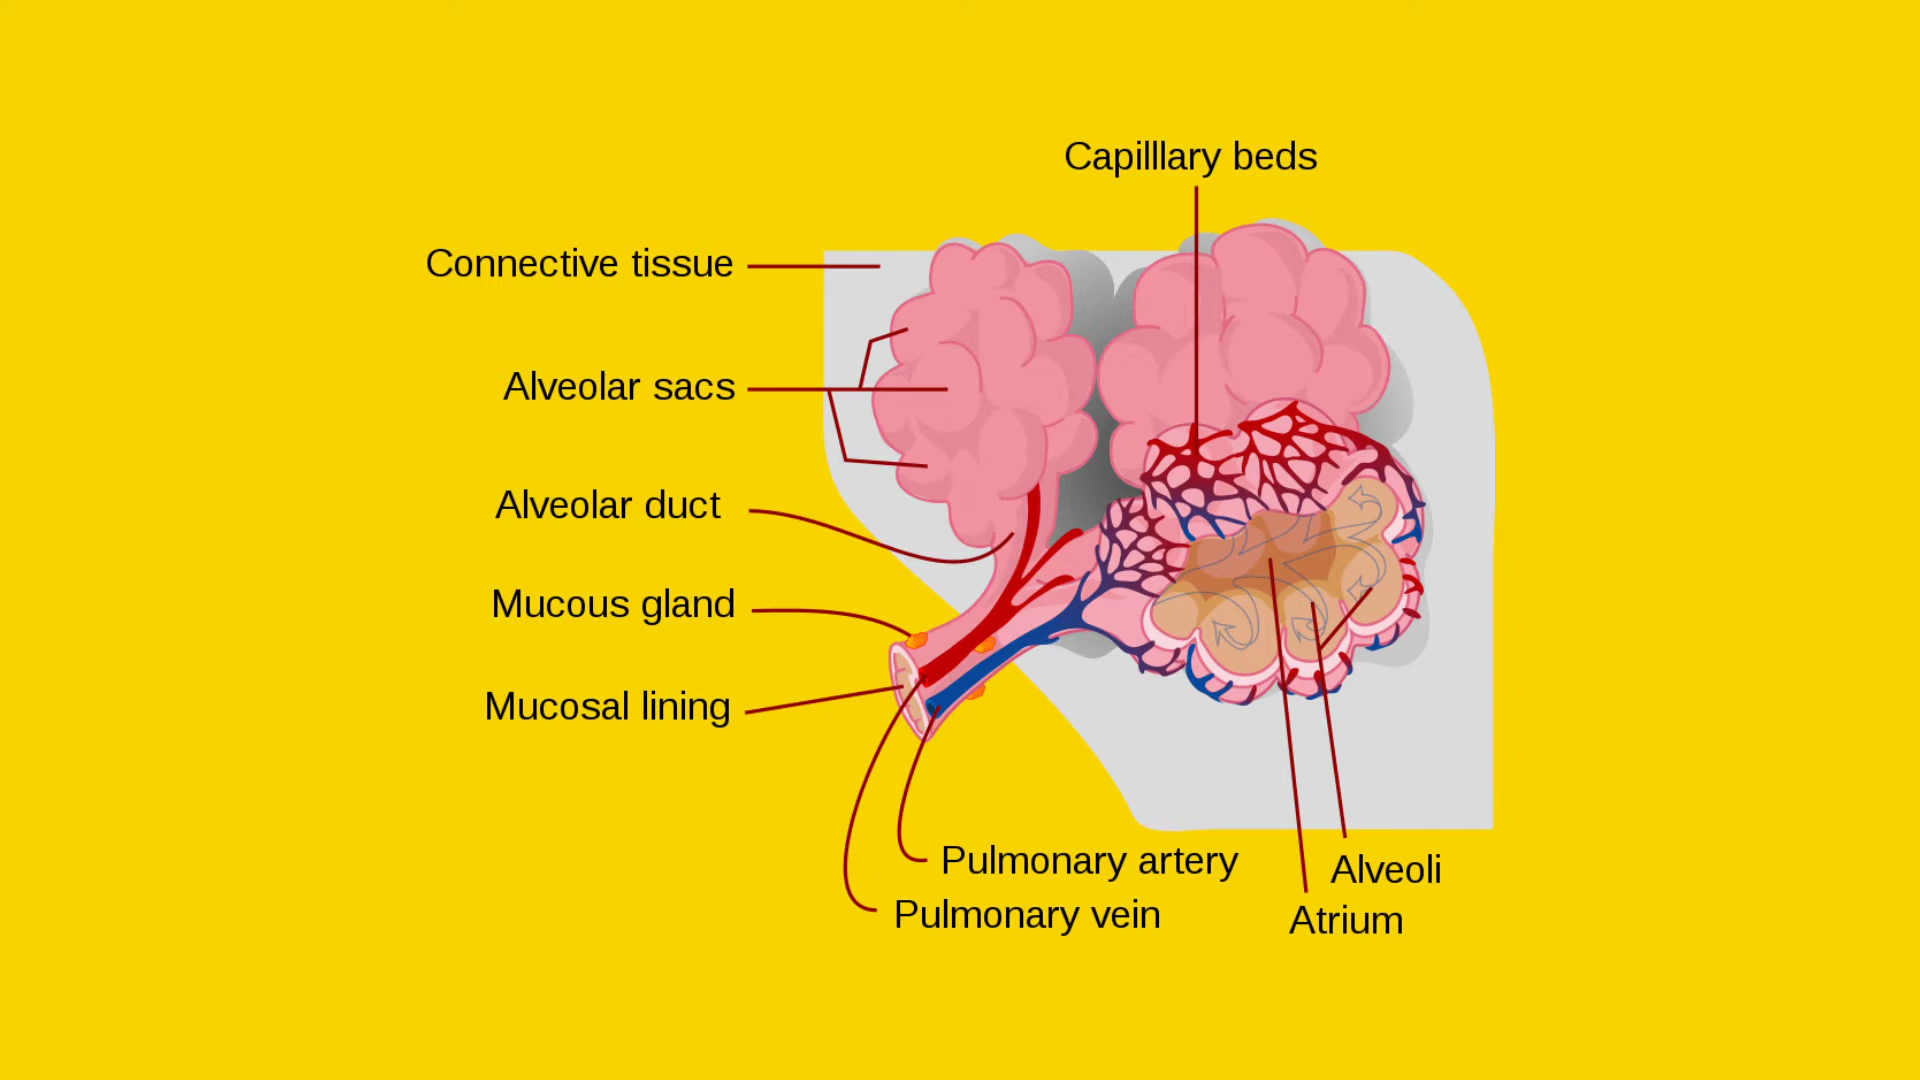 Capilllary beds
Connective tissue
Alveolar sacs
Alveolar duct
Mucous gland
Mucosal lining
Pulmonary artery
Alveoli
Pulmonary vein
Atrium